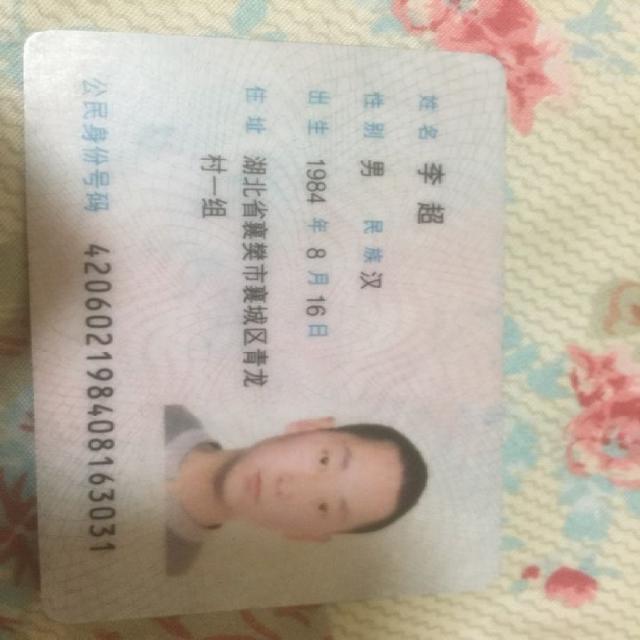 姓名 李超
性别 男 民族 汉
出生 1984 年 8 月 16 日
住址 湖北省襄樊市襄城区青龙
村一组
公民身份号码 420602198408163031